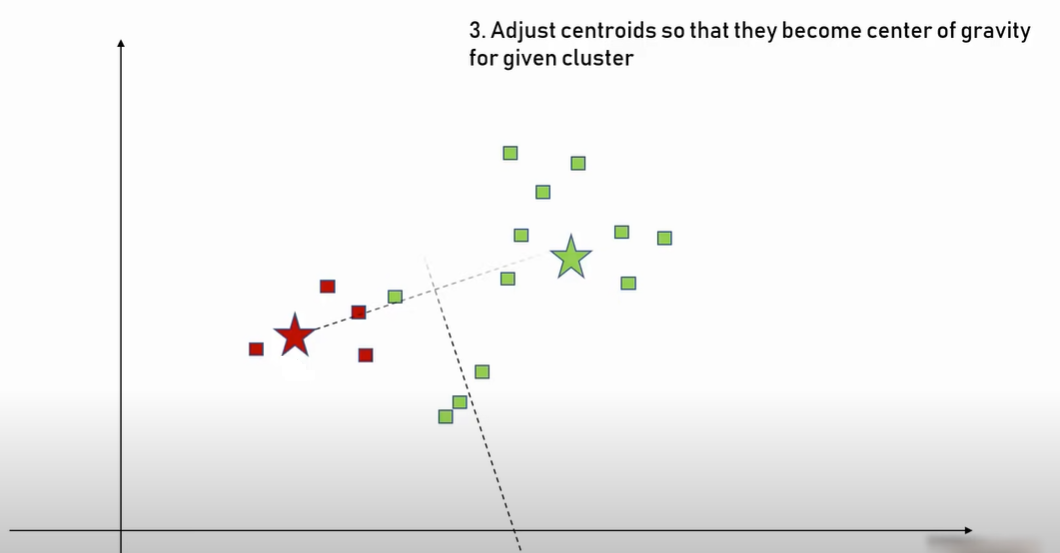 3. Adjust centroids so that they become center of gravity
for given cluster